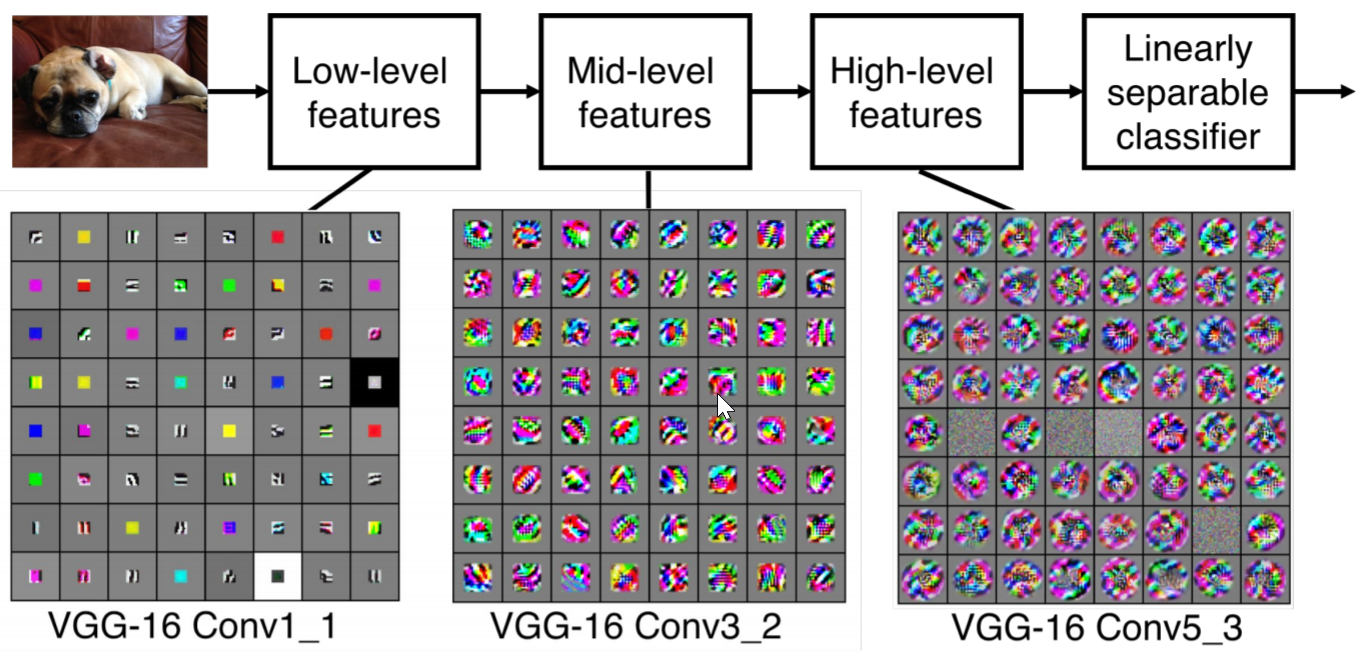 Low-level
features
Mid-level
features
High-level
features
Linearly
separable
classifier
VGG-16 Conv1_1
VGG-16 Conv3_2
VGG-16 Conv5_3